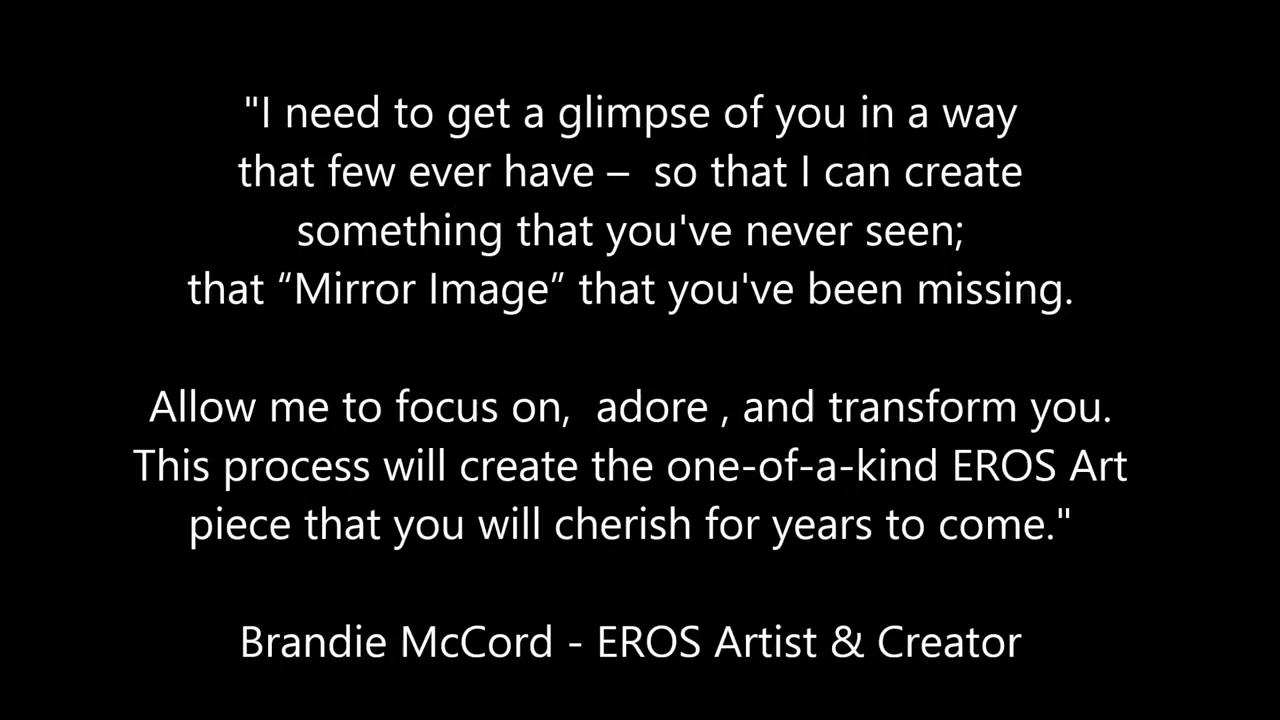 "I need to get a glimpse of you in a way
that few ever have –  so that I can create
something that you've never seen;
that “Mirror Image” that you've been missing.
Allow me to focus on,  adore , and transform you.
This process will create the one-of-a-kind EROS Art
piece that you will cherish for years to come."
Brandie McCord - EROS Artist & Creator